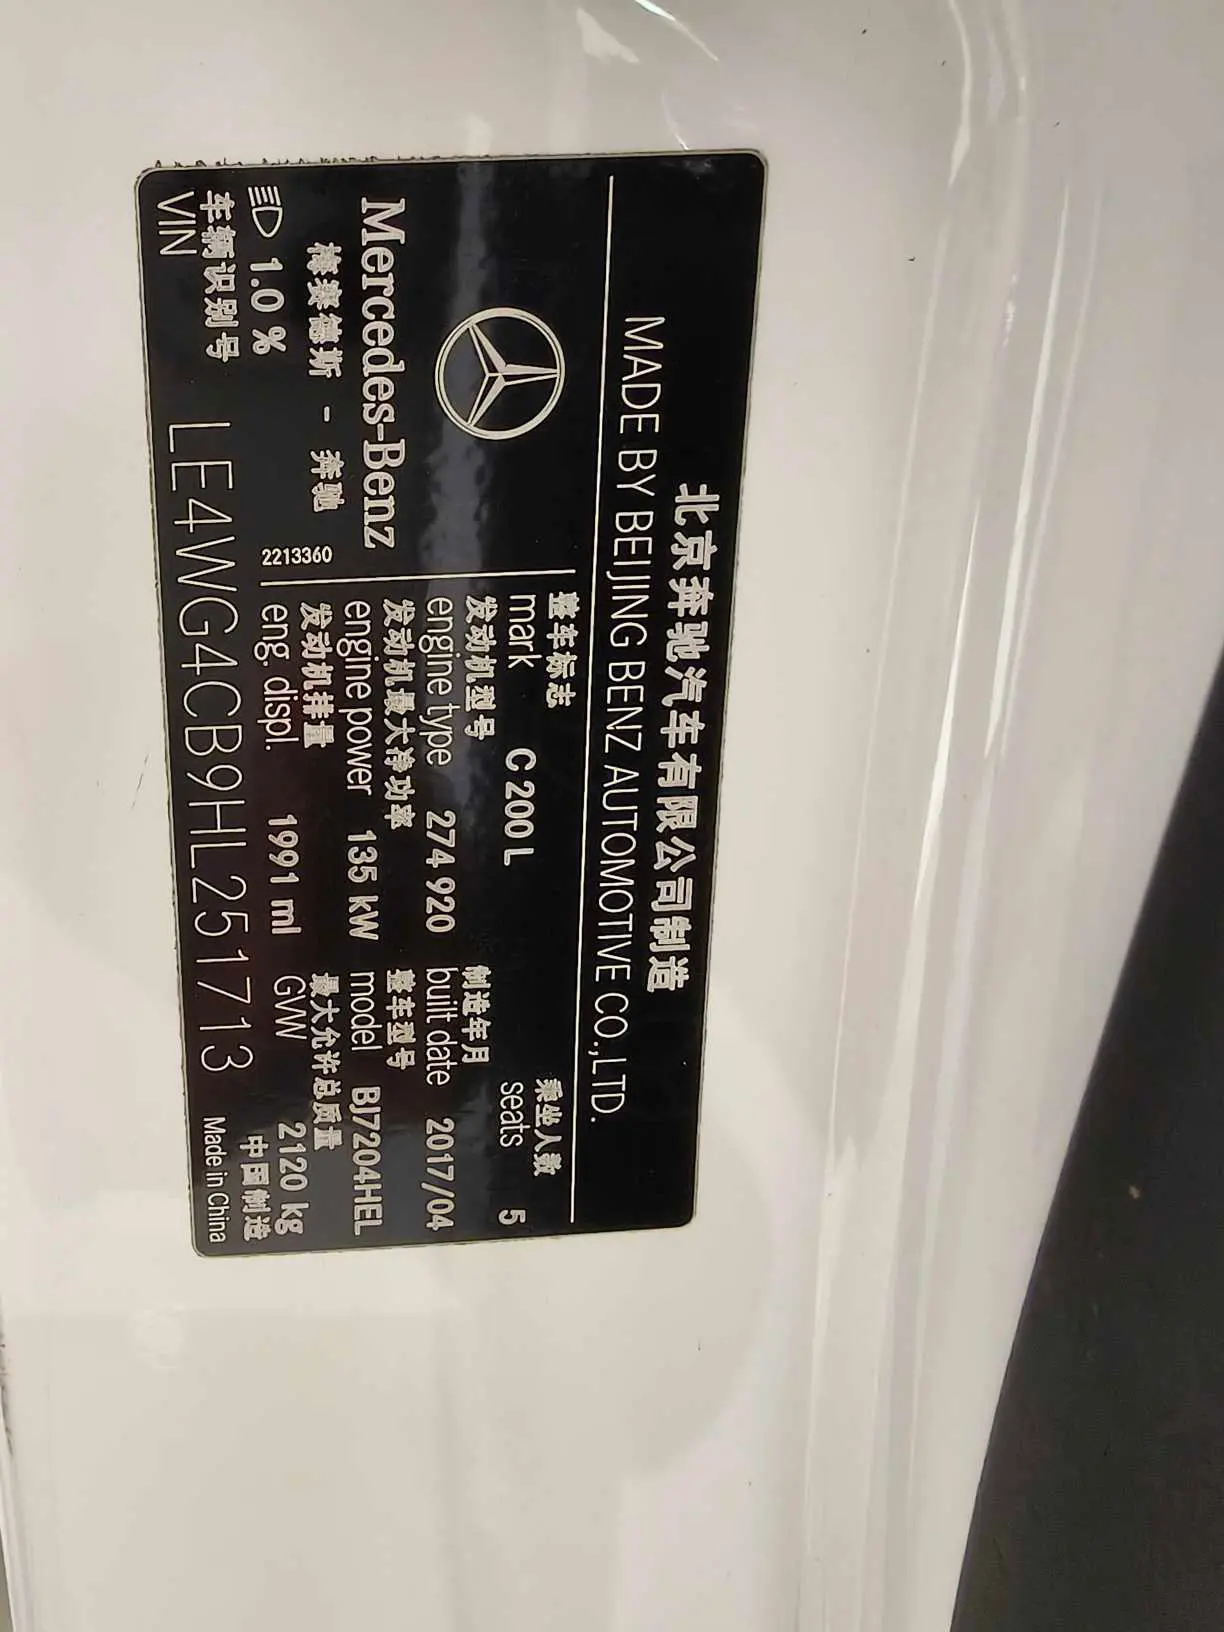 北京奔驰汽车有限公司制造
MADE BY BEIJING BENZ AUTOMOTIVE CO.,LTD.
Mercedes-Benz
梅赛德斯 - 奔驰
2213360
1.0 %
整车标志
mark C 200 L
乘坐人数
seats 5
发动机型号
engine type 274 920
制造年月
built date 2017/04
发动机最大净功率
engine power 135 kW
整车型号
model BJ7204HEL
发动机排量
eng. displ. 1991 ml
最大允许总质量
GVW 2120 kg
车辆识别号
VIN LE4WG4CB9HL251713
中国制造
Made in China